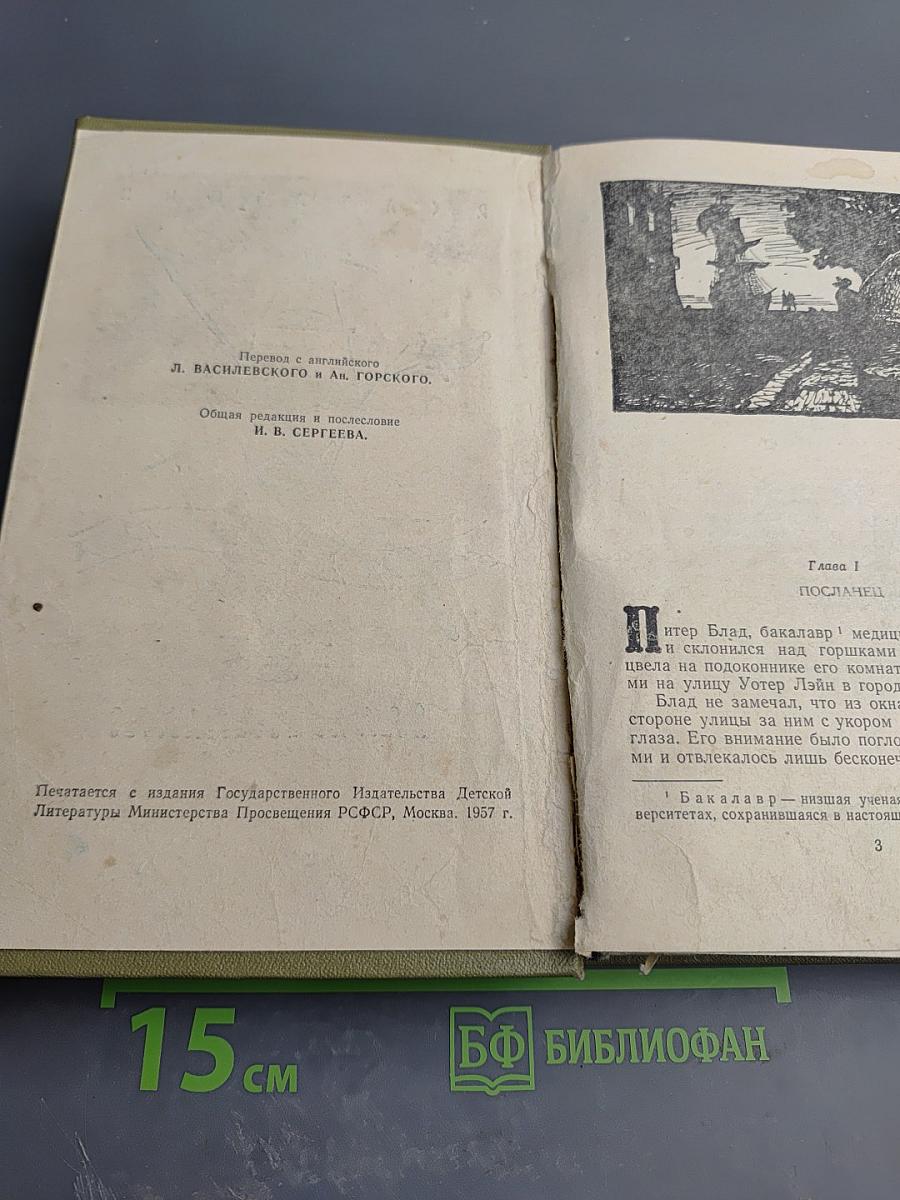 Перевод с английского
Л. ВАСИЛЕВСКОГО и Ан. ГОРСКОГО.
Общая редакция и послесловие
И. В. СЕРГЕЕВА.
Печатается с издания Государственного Издательства Детской
Литературы Министерства Просвещения РСФСР, Москва. 1957 г.
Глава I
ПОСЛАНЕЦ
Питер Блад, бакалавр ¹ медиц
и склонился над горшками
цвела на подоконнике его комнат
ми на улицу Уотер Лэйн в город
Блад не замечал, что из окна
стороне улицы за ним с укором
глаза. Его внимание было погло
ми и отвлекалось лишь бесконеч
¹ Бакалавр — низшая ученая
верситетах, сохранившаяся в настоящ
3
15 см
БФ БИБЛИОФАН